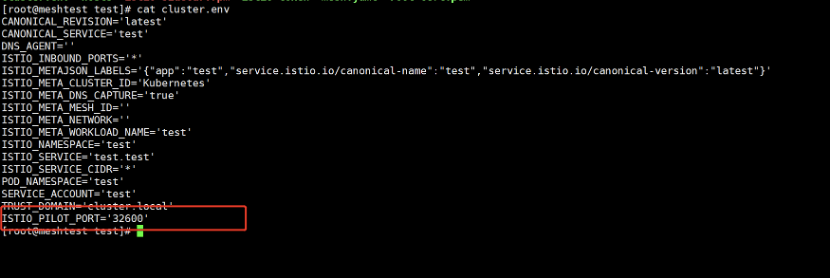 [root@meshtest test]# cat cluster.env
CANONICAL_REVISION='latest'
CANONICAL_SERVICE='test'
DNS_AGENT=''
ISTIO_INBOUND_PORTS='*'
ISTIO_METAJSON_LABELS='{"app":"test","service.istio.io/canonical-name":"test","service.istio.io/canonical-version":"latest"}'
ISTIO_META_CLUSTER_ID='Kubernetes'
ISTIO_META_DNS_CAPTURE='true'
ISTIO_META_MESH_ID=''
ISTIO_META_NETWORK=''
ISTIO_META_WORKLOAD_NAME='test'
ISTIO_NAMESPACE='test'
ISTIO_SERVICE='test.test'
ISTIO_SERVICE_CIDR='*'
POD_NAMESPACE='test'
SERVICE_ACCOUNT='test'
TRUST_DOMAIN='cluster.local'
ISTIO_PILOT_PORT='32600'
[root@meshtest test]#